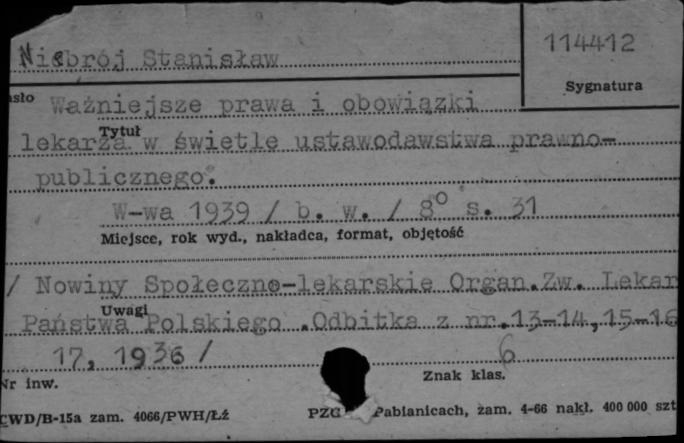 Niebrój Stanisław
114412
Sygnatura
Ważniejsze prawa i obowiązki
Tytuł
lekarza w świetle ustawodawstwa prawno-
publicznego.
W-wa 1939 / b. w. / 8° s. 31
Miejsce, rok wyd., nakładca, format, objętość
/ Nowiny Społeczno-lekarskie Organ.Zw. Lekar
Uwagi
Państwa Polskiego .Odbitka z nr.13-14,15-16
17, 1936 / 6
Nr inw. Znak klas.
CWD/B-15a zam. 4066/PWH/Łź Pabianicach, zam. 4-66 nakł. 400 000 szt